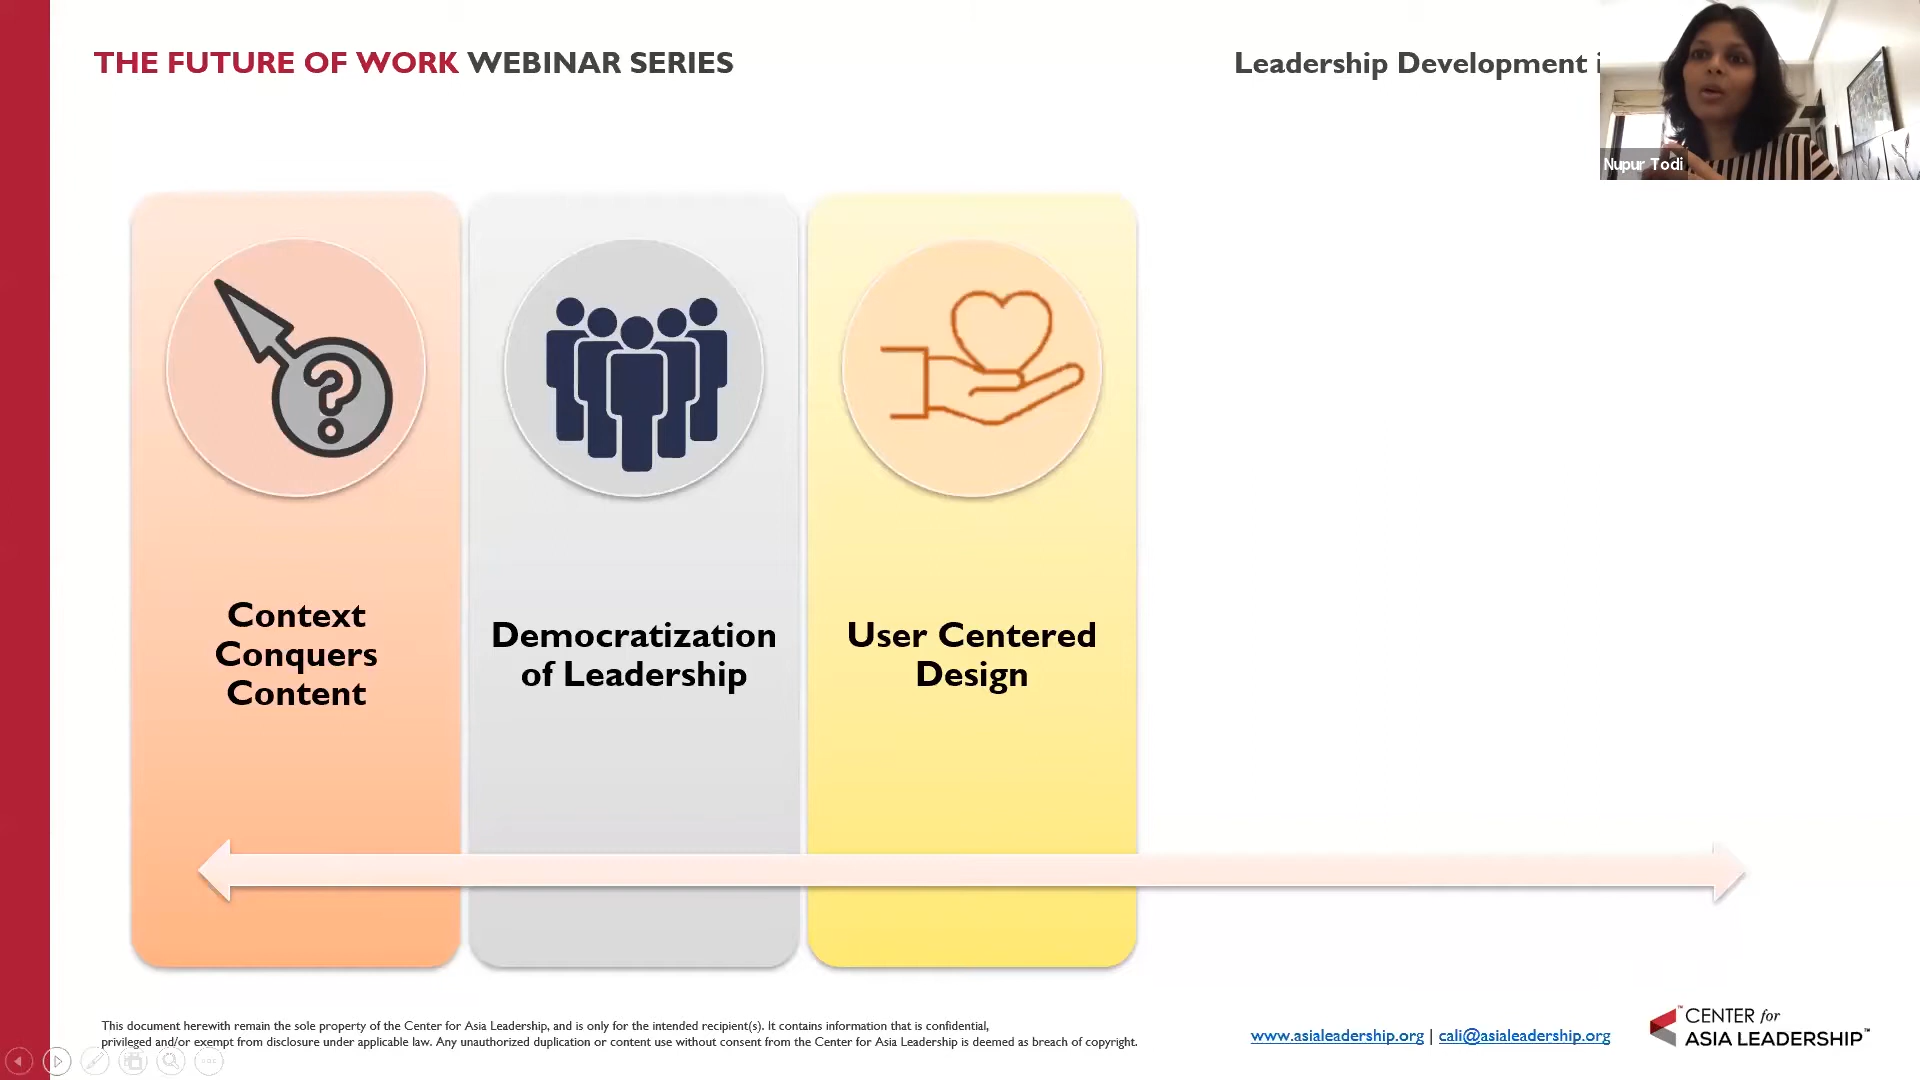 THE FUTURE OF WORK WEBINAR SERIES
Leadership Development
Nupur Todi
?
Context
Conquers
Content
Democratization
of Leadership
User Centered
Design
This document herewith remain the sole property of the Center for Asia Leadership, and is only for the intended recipient(s). It contains information that is confidential,
privileged and/or exempt from disclosure under applicable law. Any unauthorized duplication or content use without consent from the Center for Asia Leadership is deemed as breach of copyright.
www.asialeadership.org | cali@asialeadership.org
CENTER for
ASIA LEADERSHIP™